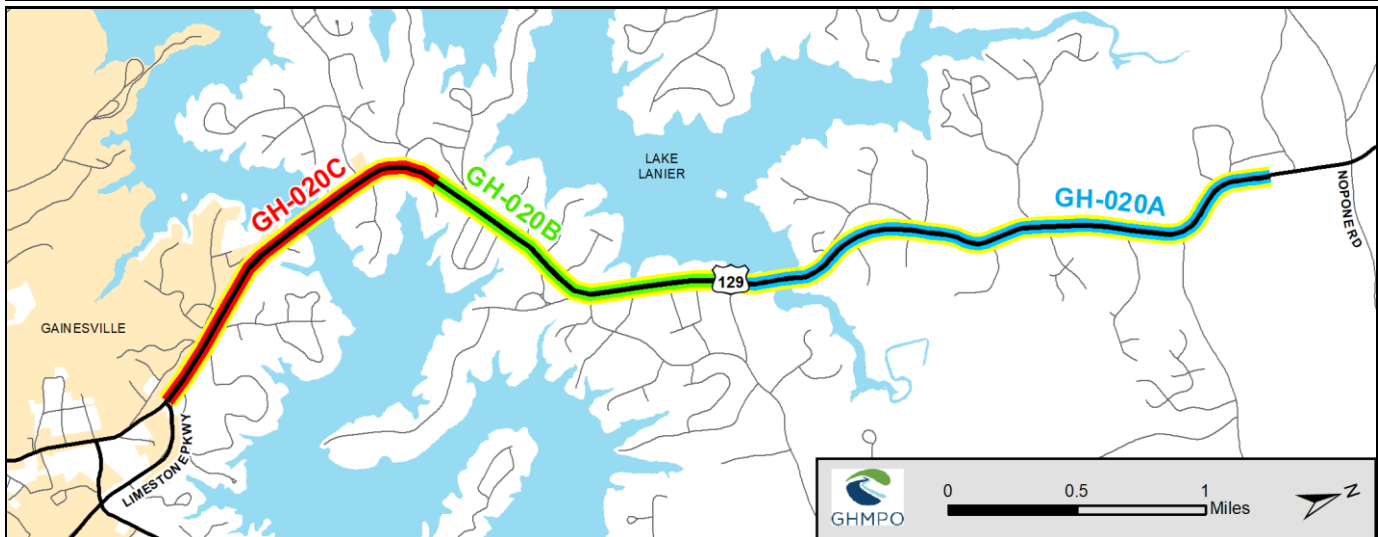 GH-020C
GH-020B
LAKE
LANIER
GH-020A
NOPONE RD
129
GAINESVILLE
LIMESTONE PKWY
GHMPO
0 0.5 1
Miles
N